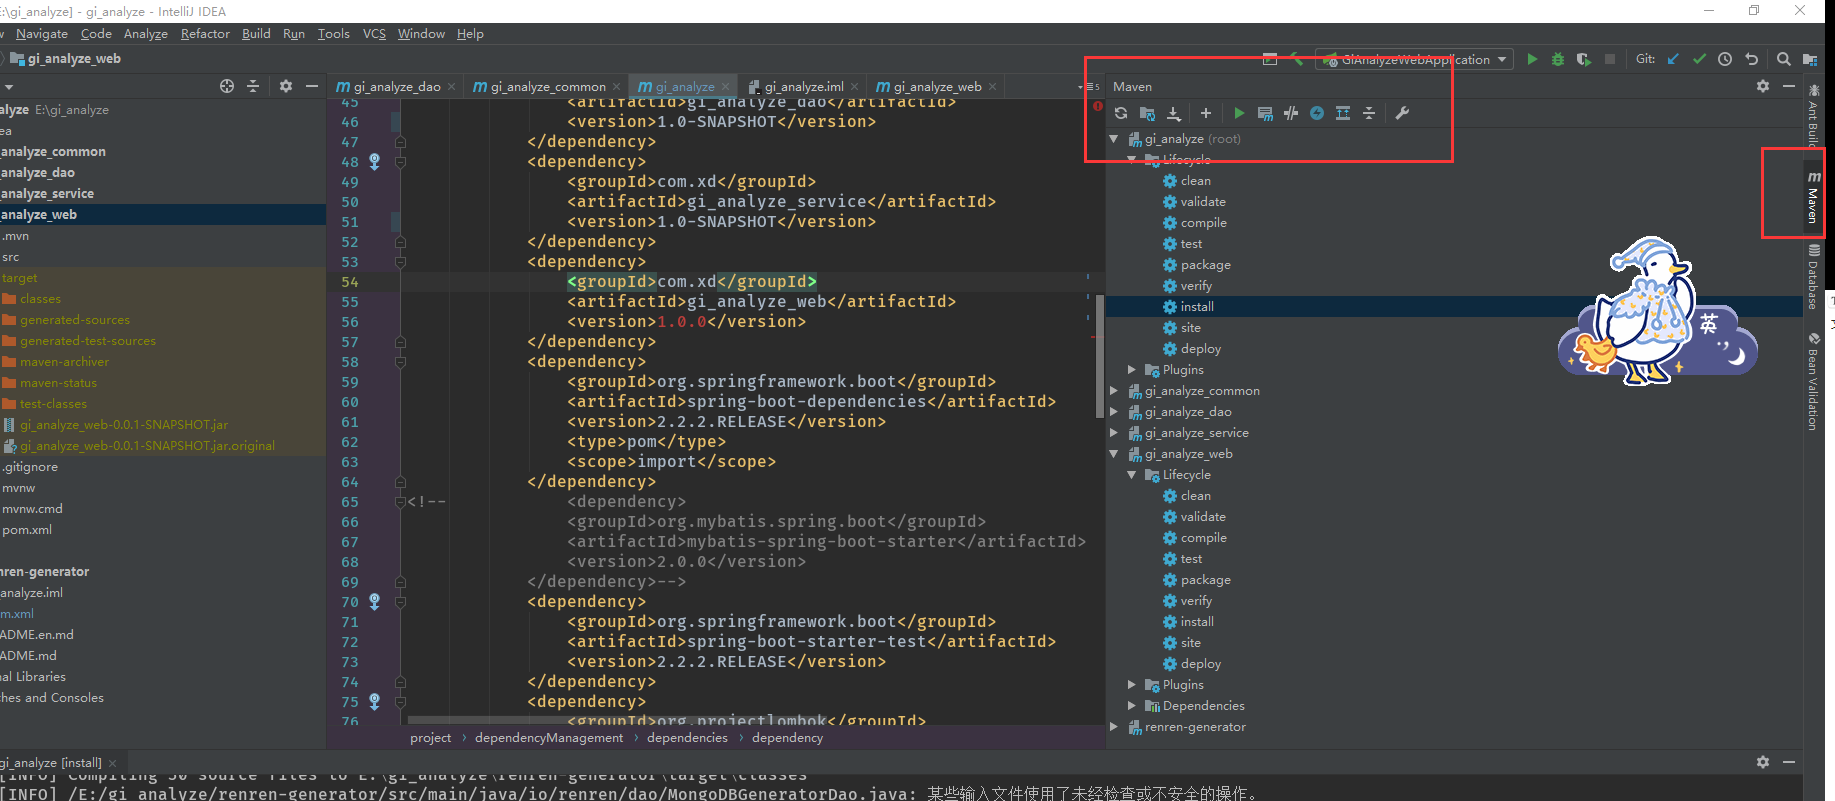 E:\gi_analyze] - gi_analyze - IntelliJ IDEA
Navigate Code Analyze Refactor Build Run Tools VCS Window Help
gi_analyze_web
GiAnalyzeWebApplication
Git:
alyze E:\gi_analyze
ea
analyze_common
analyze_dao
analyze_service
analyze_web
.mvn
src
target
classes
generated-sources
generated-test-sources
maven-archiver
maven-status
test-classes
gi_analyze_web-0.0.1-SNAPSHOT.jar
gi_analyze_web-0.0.1-SNAPSHOT.jar.original
.gitignore
mvnw
mvnw.cmd
pom.xml
nren-generator
analyze.iml
m.xml
ADME.en.md
ADME.md
nal Libraries
ches and Consoles
gi_analyze_dao gi_analyze_common gi_analyze gi_analyze.iml gi_analyze_web
5
45 <artifactId>gi_analyze_dao</artifactId>
46 <version>1.0-SNAPSHOT</version>
47 </dependency>
48 <dependency>
49 <groupId>com.xd</groupId>
50 <artifactId>gi_analyze_service</artifactId>
51 <version>1.0-SNAPSHOT</version>
52 </dependency>
53 <dependency>
54 <groupId>com.xd</groupId>
55 <artifactId>gi_analyze_web</artifactId>
56 <version>1.0.0</version>
57 </dependency>
58 <dependency>
59 <groupId>org.springframework.boot</groupId>
60 <artifactId>spring-boot-dependencies</artifactId>
61 <version>2.2.2.RELEASE</version>
62 <type>pom</type>
63 <scope>import</scope>
64 </dependency>
65 <!-- <dependency>
66 <groupId>org.mybatis.spring.boot</groupId>
67 <artifactId>mybatis-spring-boot-starter</artifactId>
68 <version>2.0.0</version>
69 </dependency>-->
70 <dependency>
71 <groupId>org.springframework.boot</groupId>
72 <artifactId>spring-boot-starter-test</artifactId>
73 <version>2.2.2.RELEASE</version>
74 </dependency>
75 <dependency>
76 <groupId>org.projectlombok</groupId>
project › dependencyManagement › dependencies › dependency
Maven
gi_analyze (root)
Lifecycle
clean
validate
compile
test
package
verify
install
site
deploy
Plugins
gi_analyze_common
gi_analyze_dao
gi_analyze_service
gi_analyze_web
Lifecycle
clean
validate
compile
test
package
verify
install
site
deploy
Plugins
Dependencies
renren-generator
英
Ant Build
Maven
Database
Bean Validation
gi_analyze [install]
[INFO] Compiling 50 source files to E:\gi_analyze\renren-generator\target\classes
[INFO] /E:/gi_analyze/renren-generator/src/main/java/io/renren/dao/MongoDBGeneratorDao.java: 某些输入文件使用了未经检查或不安全的操作。